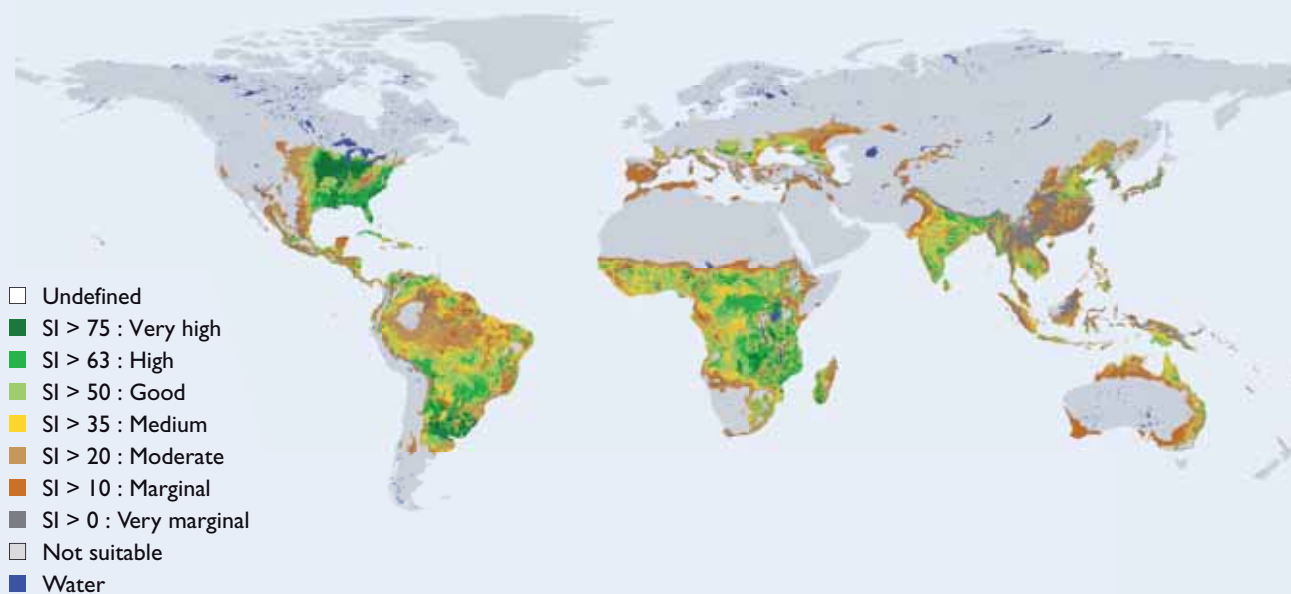 Undefined
SI > 75 : Very high
SI > 63 : High
SI > 50 : Good
SI > 35 : Medium
SI > 20 : Moderate
SI > 10 : Marginal
SI > 0 : Very marginal
Not suitable
Water